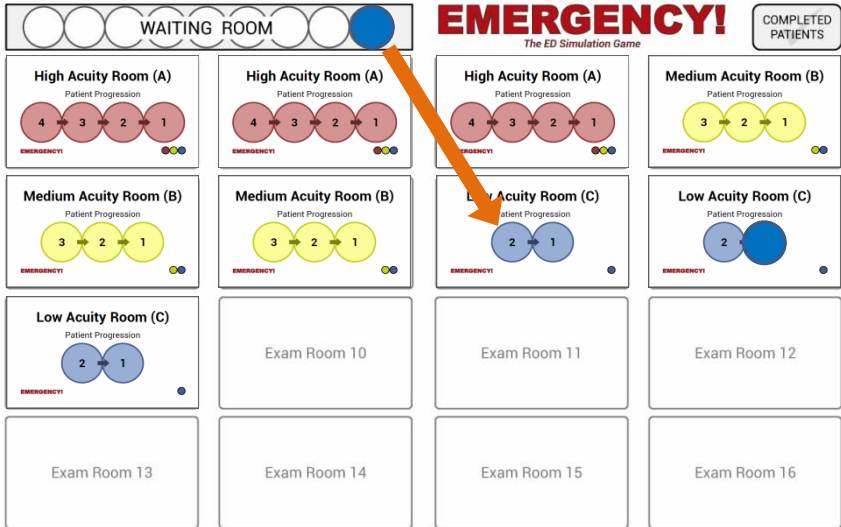 WAITING ROOM
EMERGENCY!
The ED Simulation Game
COMPLETED
PATIENTS
High Acuity Room (A)
Patient Progression
4 3 2 1
EMERGENCY!
High Acuity Room (A)
Patient Progression
4 3 2 1
EMERGENCY!
High Acuity Room (A)
Patient Progression
4 3 2 1
EMERGENCY!
Medium Acuity Room (B)
Patient Progression
3 2 1
EMERGENCY!
Medium Acuity Room (B)
Patient Progression
3 2 1
EMERGENCY!
Medium Acuity Room (B)
Patient Progression
3 2 1
EMERGENCY!
Acuity Room (C)
Patient Progression
2 1
EMERGENCY!
Low Acuity Room (C)
Patient Progression
2
EMERGENCY!
Low Acuity Room (C)
Patient Progression
2 1
EMERGENCY!
Exam Room 10
Exam Room 11
Exam Room 12
Exam Room 13
Exam Room 14
Exam Room 15
Exam Room 16